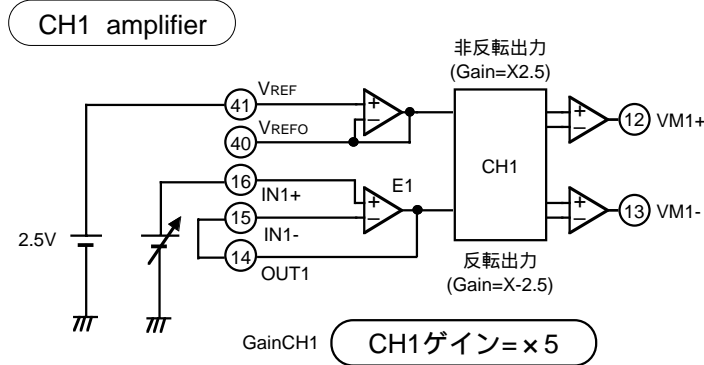 CH1 amplifier
非反転出力
(Gain=X2.5)
41 VREF
40 VREFO
16 IN1+
15 IN1-
14 OUT1
E1
+
−
+
−
CH1
+
−
12 VM1+
+
−
13 VM1-
2.5V
反転出力
(Gain=X-2.5)
GainCH1 CH1ゲイン=×5